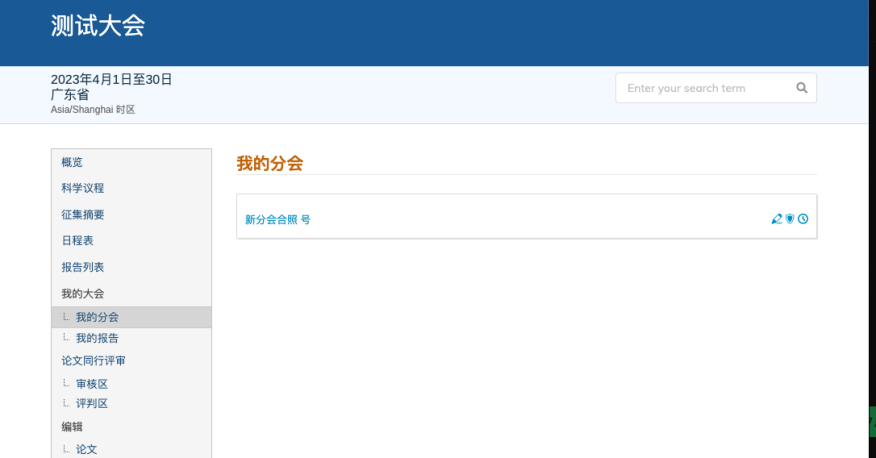 测试大会
2023年4月1日至30日
广东省
Asia/Shanghai 时区
Enter your search term
概览
科学议程
征集摘要
日程表
报告列表
我的大会
我的分会
我的报告
论文同行评审
审核区
评判区
编辑
论文
我的分会
新分会合照 号